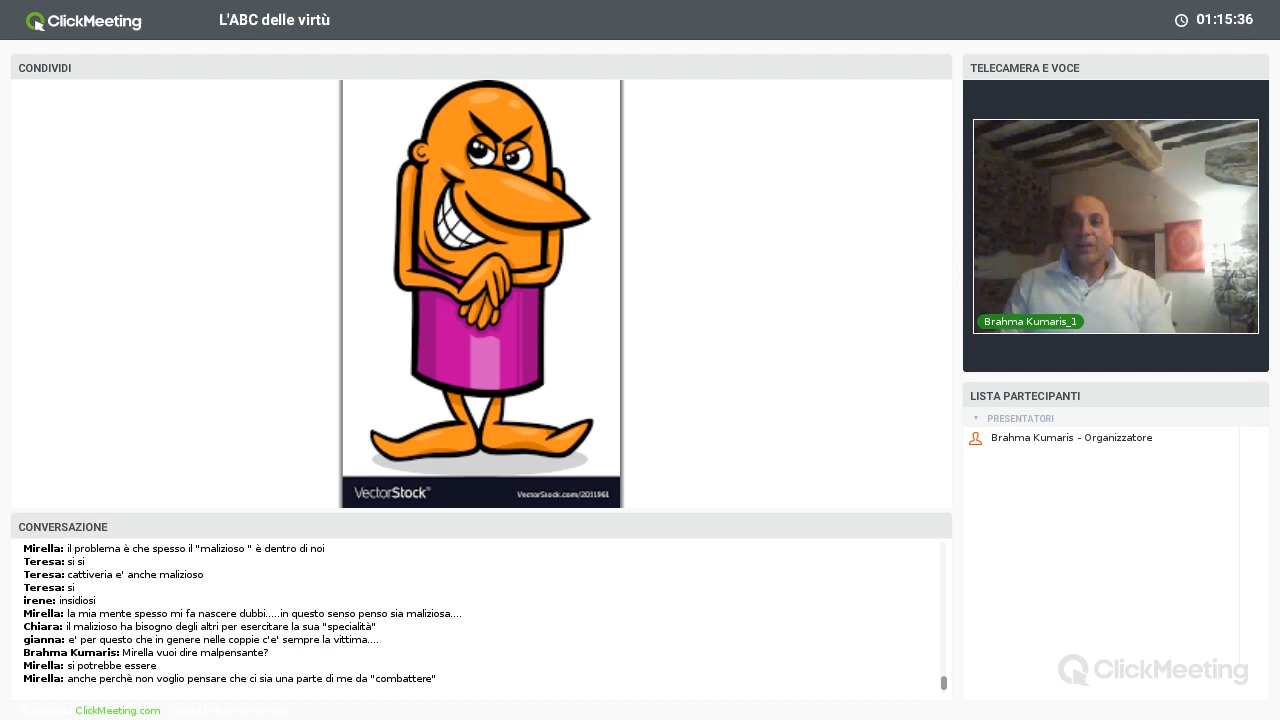 ClickMeeting
L'ABC delle virtù
01:15:36
CONDIVIDI
VectorStock®
VectorStock.com/2011961
TELECAMERA E VOCE
Brahma Kumaris_1
LISTA PARTECIPANTI
PRESENTATORI
Brahma Kumaris - Organizzatore
CONVERSAZIONE
Mirella: il problema è che spesso il "malizioso " è dentro di noi
Teresa: si si
Teresa: cattiveria e' anche malizioso
Teresa: si
irene: insidiosi
Mirella: la mia mente spesso mi fa nascere dubbi.....in questo senso penso sia maliziosa....
Chiara: il malizioso ha bisogno degli altri per esercitare la sua "specialità"
gianna: e' per questo che in genere nelle coppie c'e' sempre la vittima....
Brahma Kumaris: Mirella vuoi dire malpensante?
Mirella: si potrebbe essere
Mirella: anche perchè non voglio pensare che ci sia una parte di me da "combattere"
ClickMeeting
ClickMeeting.com